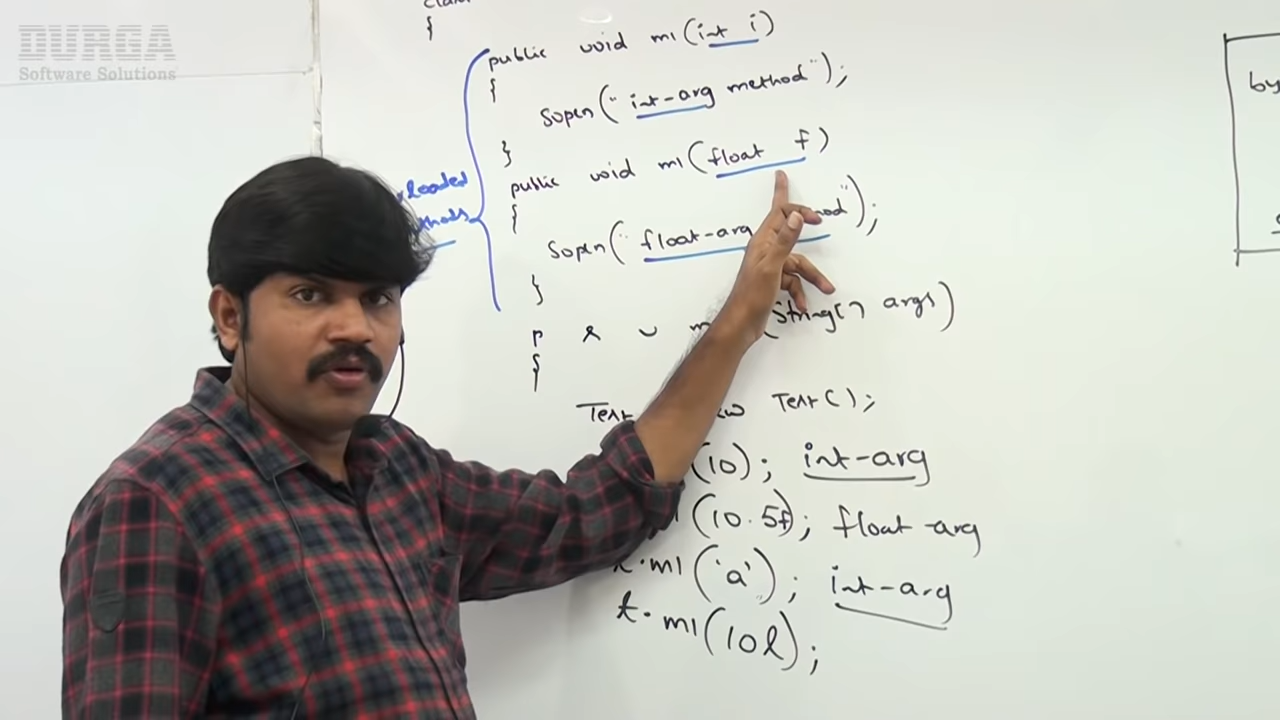 DURGA
Software Solutions
{
public void m1(int i)
{
Sopln("int-arg method");
}
public void m1(float f)
{
Sopln("float-arg
}
p s v String[] args)
{
Test Test();
(10); int-arg
(10.5f); float-arg
t.m1('a'); int-arg
t.m1(10l);